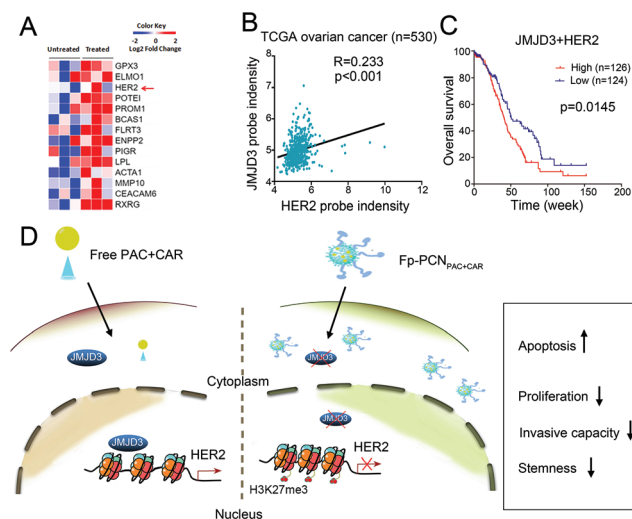 A
Color Key
-2 0 2
Log2 Fold Change
Untreated Treated
GPX3
ELMO1
HER2
POTEI
PROM1
BCAS1
FLRT3
ENPP2
PIGR
LPL
ACTA1
MMP10
CEACAM6
RXRG
B
TCGA ovarian cancer (n=530)
R=0.233
p<0.001
8
7
6
5
4
2 4 6 8 10 12
JMJD3 probe indensity
HER2 probe indensity
C
JMJD3+HER2
High (n=126)
Low (n=124)
p=0.0145
100
80
60
40
20
0 50 100 150 200
Overall survival
Time (week)
D
Free PAC+CAR
Fp-PCNPAC+CAR
JMJD3
JMJD3
Cytoplasm
JMJD3
JMJD3
HER2
HER2
H3K27me3
Nucleus
Apoptosis
Proliferation
Invasive capacity
Stemness